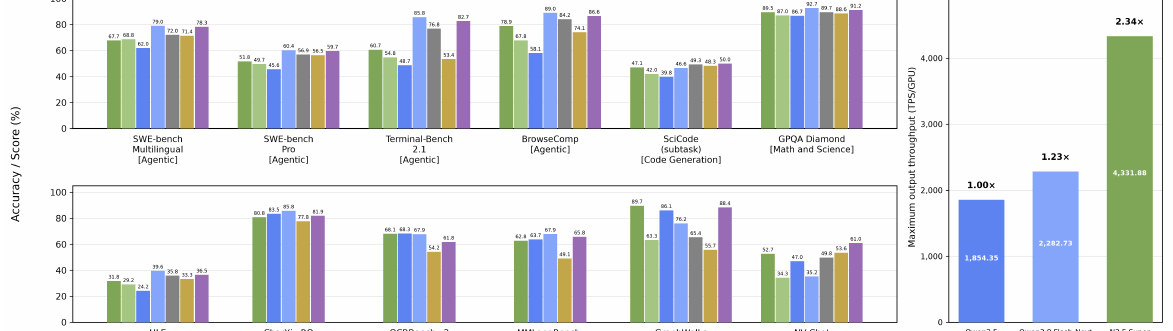 Accuracy / Score (%)
100
80
60
40
20
0
67.7 68.8 62.0 79.0 72.0 71.4 78.3
51.8 49.7 45.6 60.4 56.9 56.5 59.7
60.7 54.8 48.7 85.8 76.8 53.4 82.7
78.9 67.8 58.1 89.0 84.2 74.1 86.6
47.1 42.0 39.8 46.6 49.3 48.3 50.0
89.5 87.0 86.7 92.7 89.7 88.6 91.2
SWE-bench
Multilingual
[Agentic]
SWE-bench
Pro
[Agentic]
Terminal-Bench
2.1
[Agentic]
BrowseComp
[Agentic]
SciCode
(subtask)
[Code Generation]
GPQA Diamond
[Math and Science]
100
80
60
40
20
0
31.8 29.2 24.2 39.6 35.8 33.3 36.5
80.8 83.5 85.8 77.8 81.9
68.1 68.3 67.9 54.2 61.8
62.8 63.7 67.9 49.1 65.8
89.7 63.3 86.1 76.2 65.4 55.7 88.4
52.7 34.3 47.0 35.2 49.8 53.6 61.0
Maximum output throughput (TPS/GPU)
4,000
3,000
2,000
1,000
0
1.00×
1,854.35
1.23×
2,282.73
2.34×
4,331.88